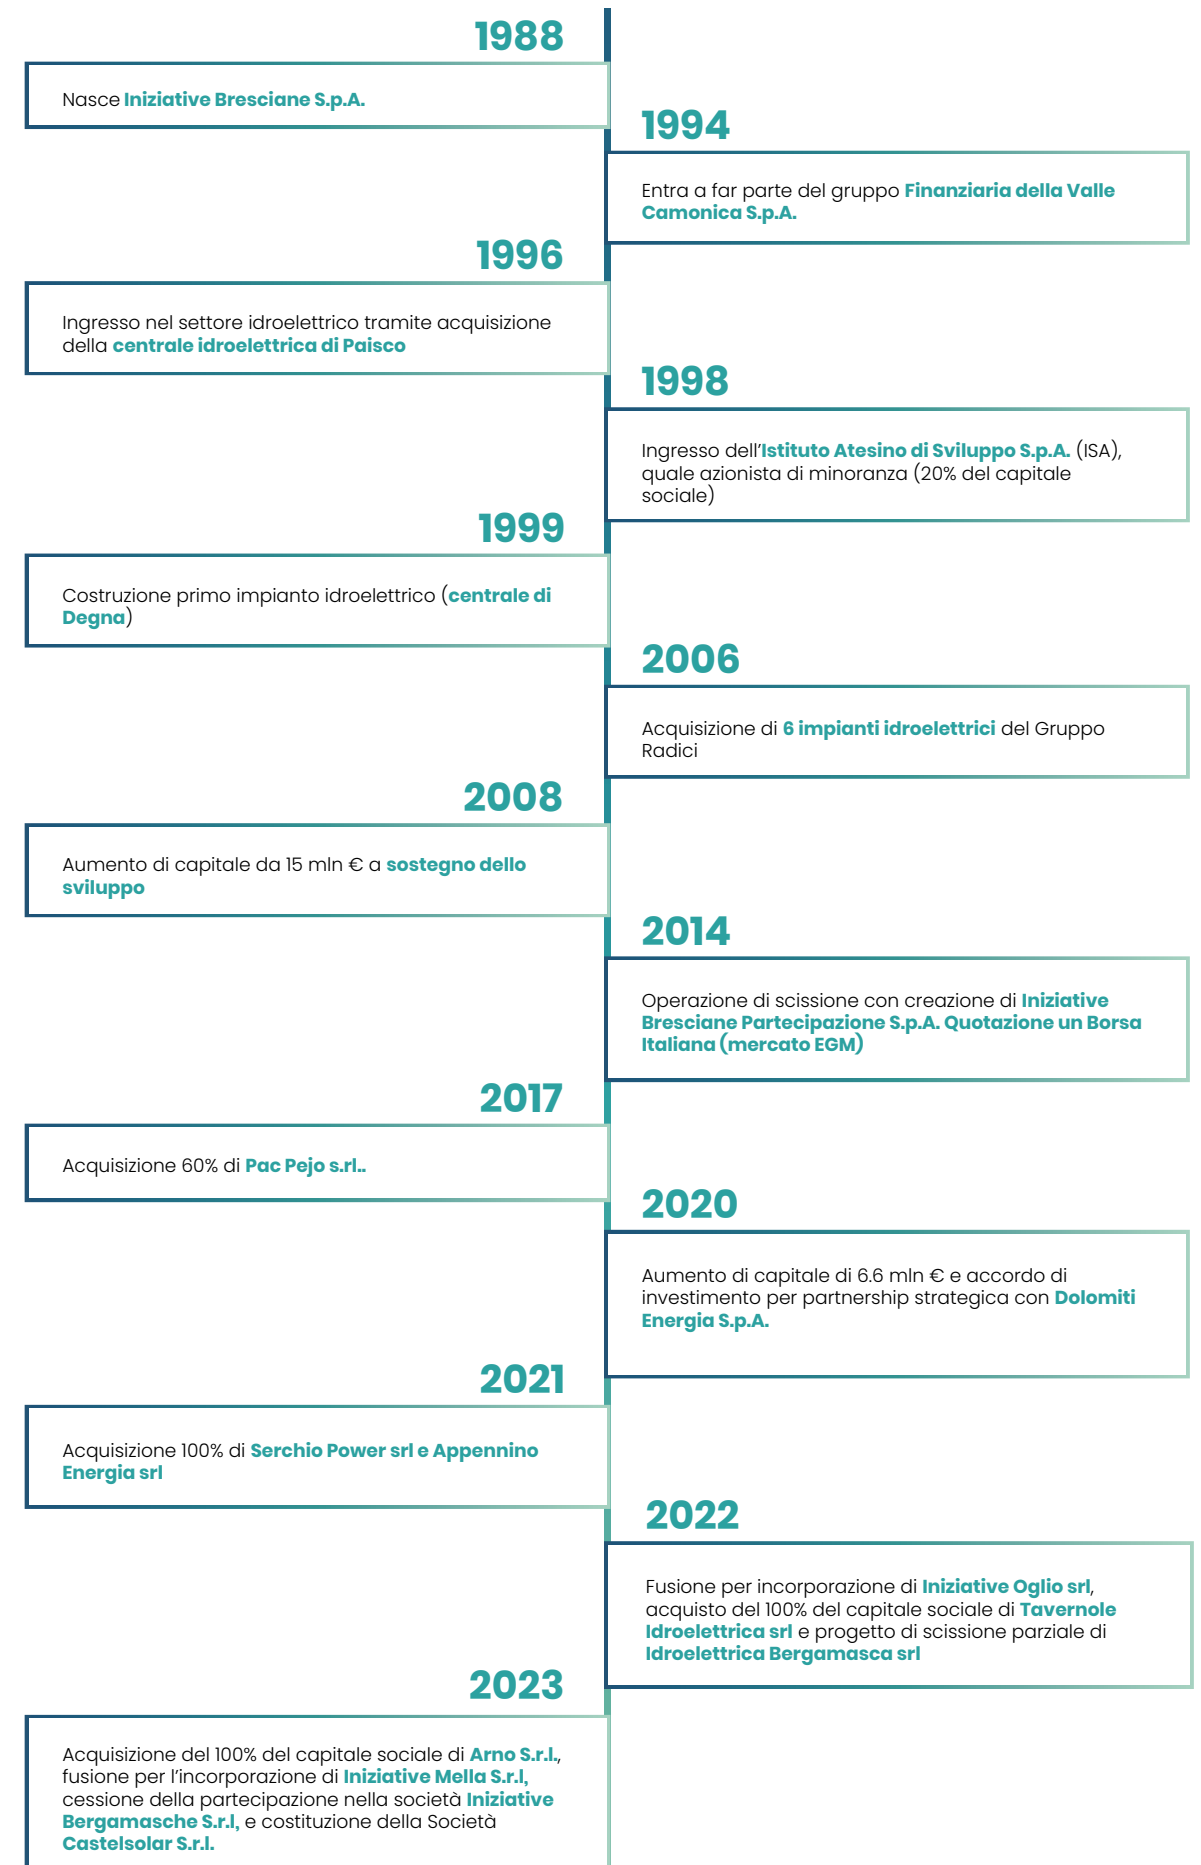 1988
Nasce Iniziative Bresciane S.p.A.
1994
Entra a far parte del gruppo Finanziaria della Valle
Camonica S.p.A.
1996
Ingresso nel settore idroelettrico tramite acquisizione
della centrale idroelettrica di Paisco
1998
Ingresso dell'Istituto Atesino di Sviluppo S.p.A. (ISA),
quale azionista di minoranza (20% del capitale
sociale)
1999
Costruzione primo impianto idroelettrico (centrale di
Degna)
2006
Acquisizione di 6 impianti idroelettrici del Gruppo
Radici
2008
Aumento di capitale da 15 mln € a sostegno dello
sviluppo
2014
Operazione di scissione con creazione di Iniziative
Bresciane Partecipazione S.p.A. Quotazione un Borsa
Italiana (mercato EGM)
2017
Acquisizione 60% di Pac Pejo s.rl..
2020
Aumento di capitale di 6.6 mln € e accordo di
investimento per partnership strategica con Dolomiti
Energia S.p.A.
2021
Acquisizione 100% di Serchio Power srl e Appennino
Energia srl
2022
Fusione per incorporazione di Iniziative Oglio srl,
acquisto del 100% del capitale sociale di Tavernole
Idroelettrica srl e progetto di scissione parziale di
Idroelettrica Bergamasca srl
2023
Acquisizione del 100% del capitale sociale di Arno S.r.l.,
fusione per l'incorporazione di Iniziative Mella S.r.l,
cessione della partecipazione nella società Iniziative
Bergamasche S.r.l, e costituzione della Società
Castelsolar S.r.l.